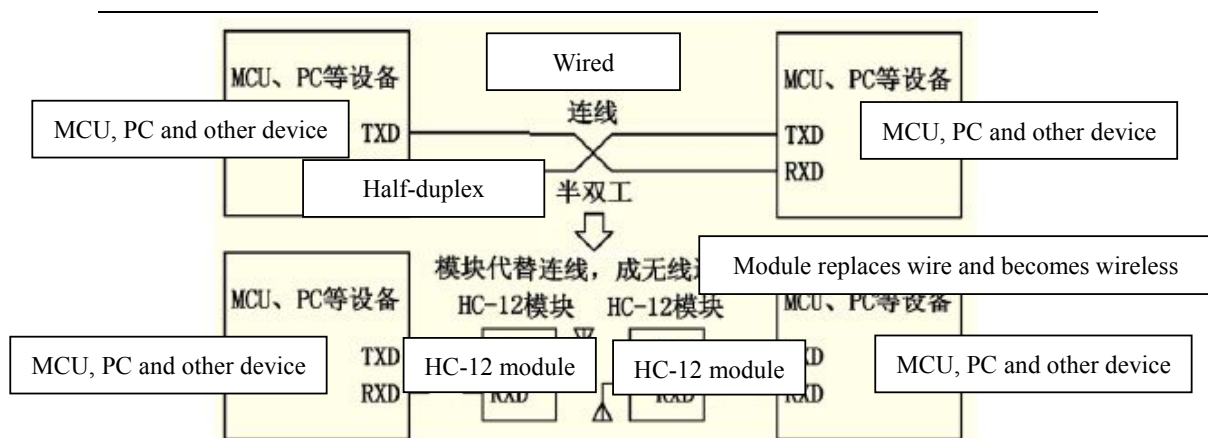 MCU、PC等设备
Wired
MCU、PC等设备
MCU, PC and other device
TXD
连线
TXD
MCU, PC and other device
Half-duplex
半双工
RXD
模块代替连线，成无线
Module replaces wire and becomes wireless
MCU、PC等设备
HC-12模块
HC-12模块
MCU、PC等设备
MCU, PC and other device
TXD
HC-12 module
HC-12 module
MCU, PC and other device
RXD
RXD
RXD